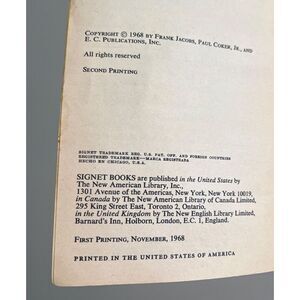 COPYRIGHT © 1968 BY FRANK JACOBS, PAUL COKER, JR., AND
E. C. PUBLICATIONS, INC.
All rights reserved
SECOND PRINTING
SIGNET TRADEMARK REG. U.S. PAT. OFF. AND FOREIGN COUNTRIES
REGISTERED TRADEMARK—MARCA REGISTRADA
HECHO EN CHICAGO, U.S.A.
SIGNET BOOKS are published in the United States by
The New American Library, Inc.,
1301 Avenue of the Americas, New York, New York 10019,
in Canada by The New American Library of Canada Limited,
295 King Street East, Toronto 2, Ontario,
in the United Kingdom by The New English Library Limited,
Barnard's Inn, Holborn, London, E.C. 1, England.
FIRST PRINTING, NOVEMBER, 1968
PRINTED IN THE UNITED STATES OF AMERICA